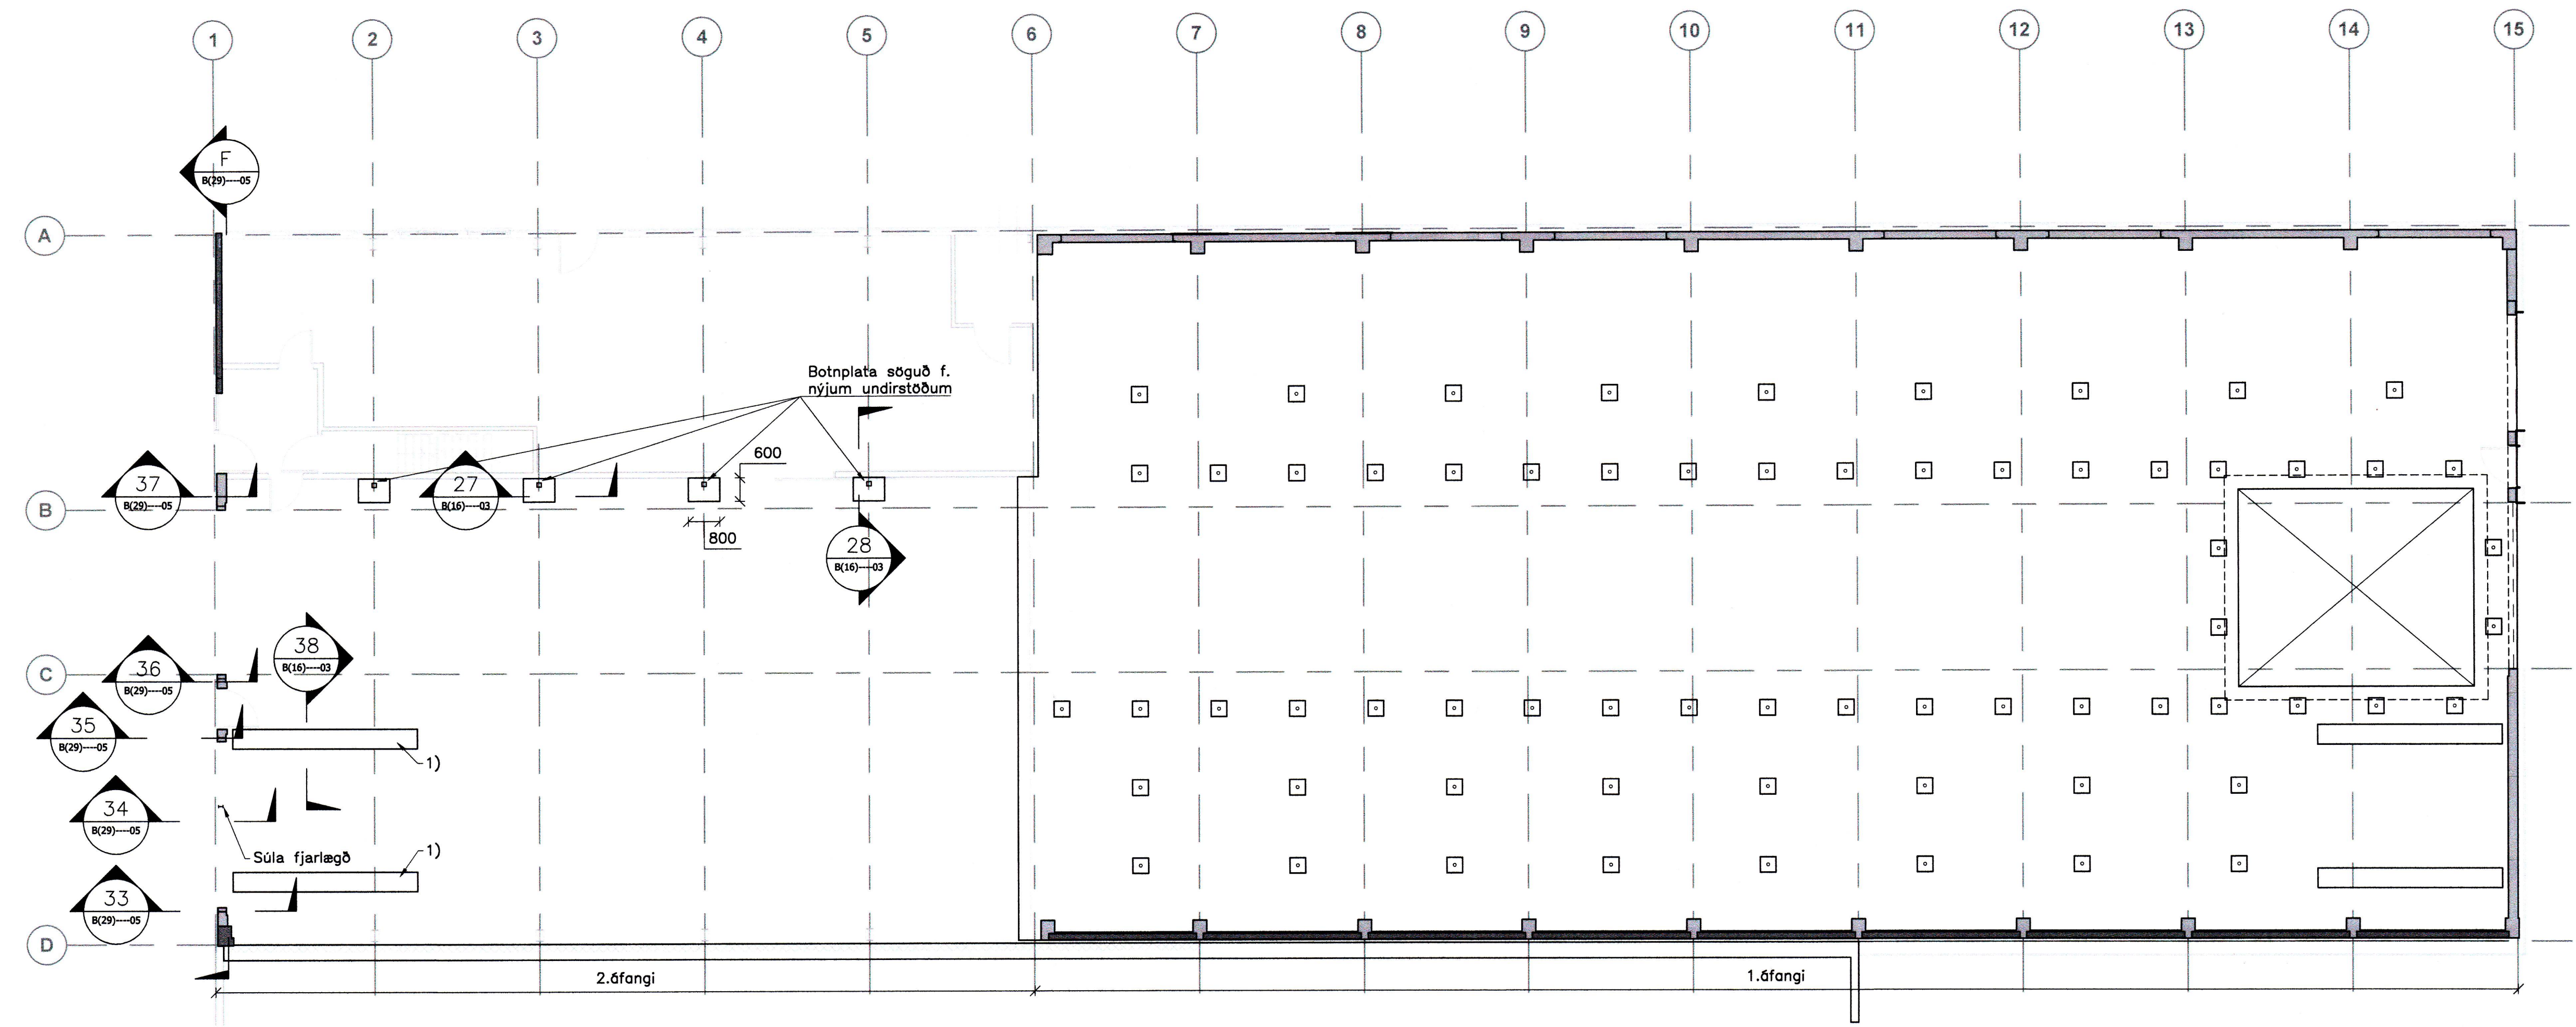 1 2 3 4 5 6 7 8 9 10 11 12 13 14 15
F
B(29)----05
A
Botnplata söguð f.
nýjum undirstöðum
600
37
B(29)----05
27
B(16)----03
B
800
28
B(16)----03
38
B(16)----03
36
B(29)----05
C
35
B(29)----05
1)
34
B(29)----05
1)
Súla fjarlægð
33
B(29)----05
D
2.áfangi
1.áfangi